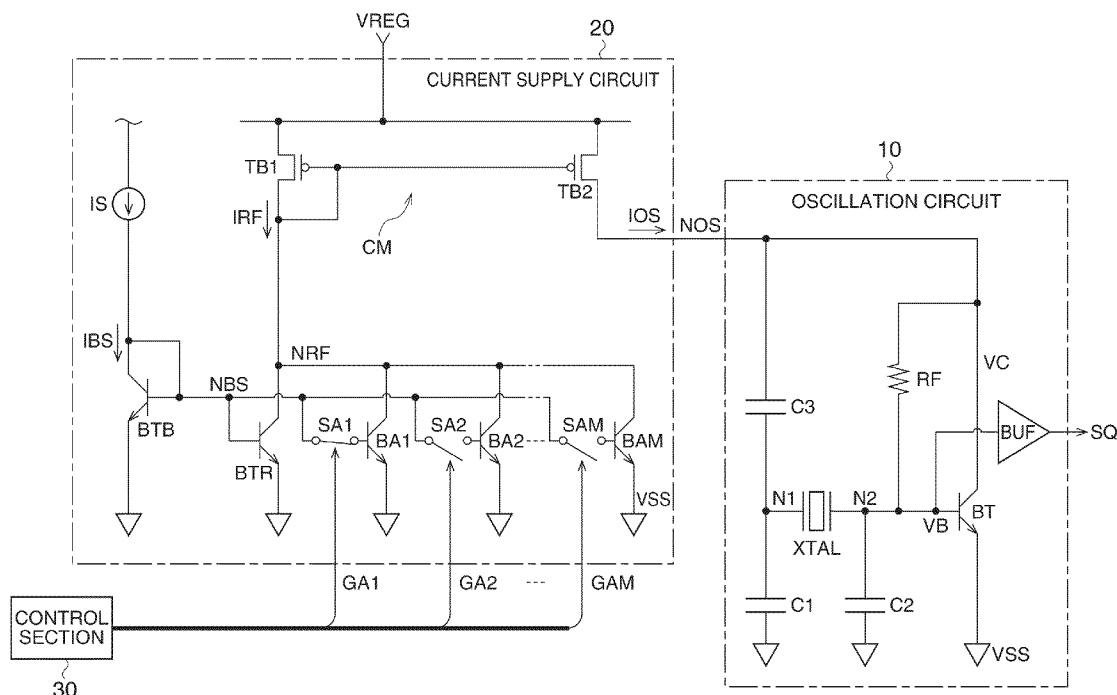 VREG
20
CURRENT SUPPLY CIRCUIT
TB1
TB2
10
OSCILLATION CIRCUIT
IS
IRF
CM
IOS
NOS
IBS
NRF
NBS
BTB
BTR
SA1
BA1
SA2
BA2
SAM
BAM
VSS
RF
VC
C3
BUF
SQ
N1
N2
XTAL
VB
BT
C1
C2
VSS
GA1
GA2
GAM
CONTROL
SECTION
30